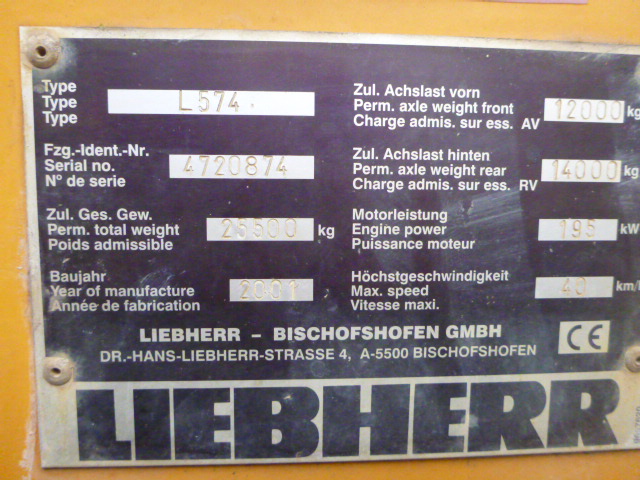 Type
Type L574
Type
Fzg.-Ident.-Nr.
Serial no. 4720874
N° de serie
Zul. Ges. Gew.
Perm. total weight kg
Poids admissible
Baujahr
Year of manufacture 2001
Année de fabrication
Zul. Achslast vorn
Perm. axle weight front 12000 kg
Charge admis. sur ess. AV
Zul. Achslast hinten
Perm. axle weight rear 14000 kg
Charge admis. sur ess. RV
Motorleistung
Engine power 195 kW
Puissance moteur
Höchstgeschwindigkeit
Max. speed 40 km/
Vitesse maxi.
LIEBHERR – BISCHOFSHOFEN GMBH
DR.-HANS-LIEBHERR-STRASSE 4, A-5500 BISCHOFSHOFEN
CE
LIEBHERR